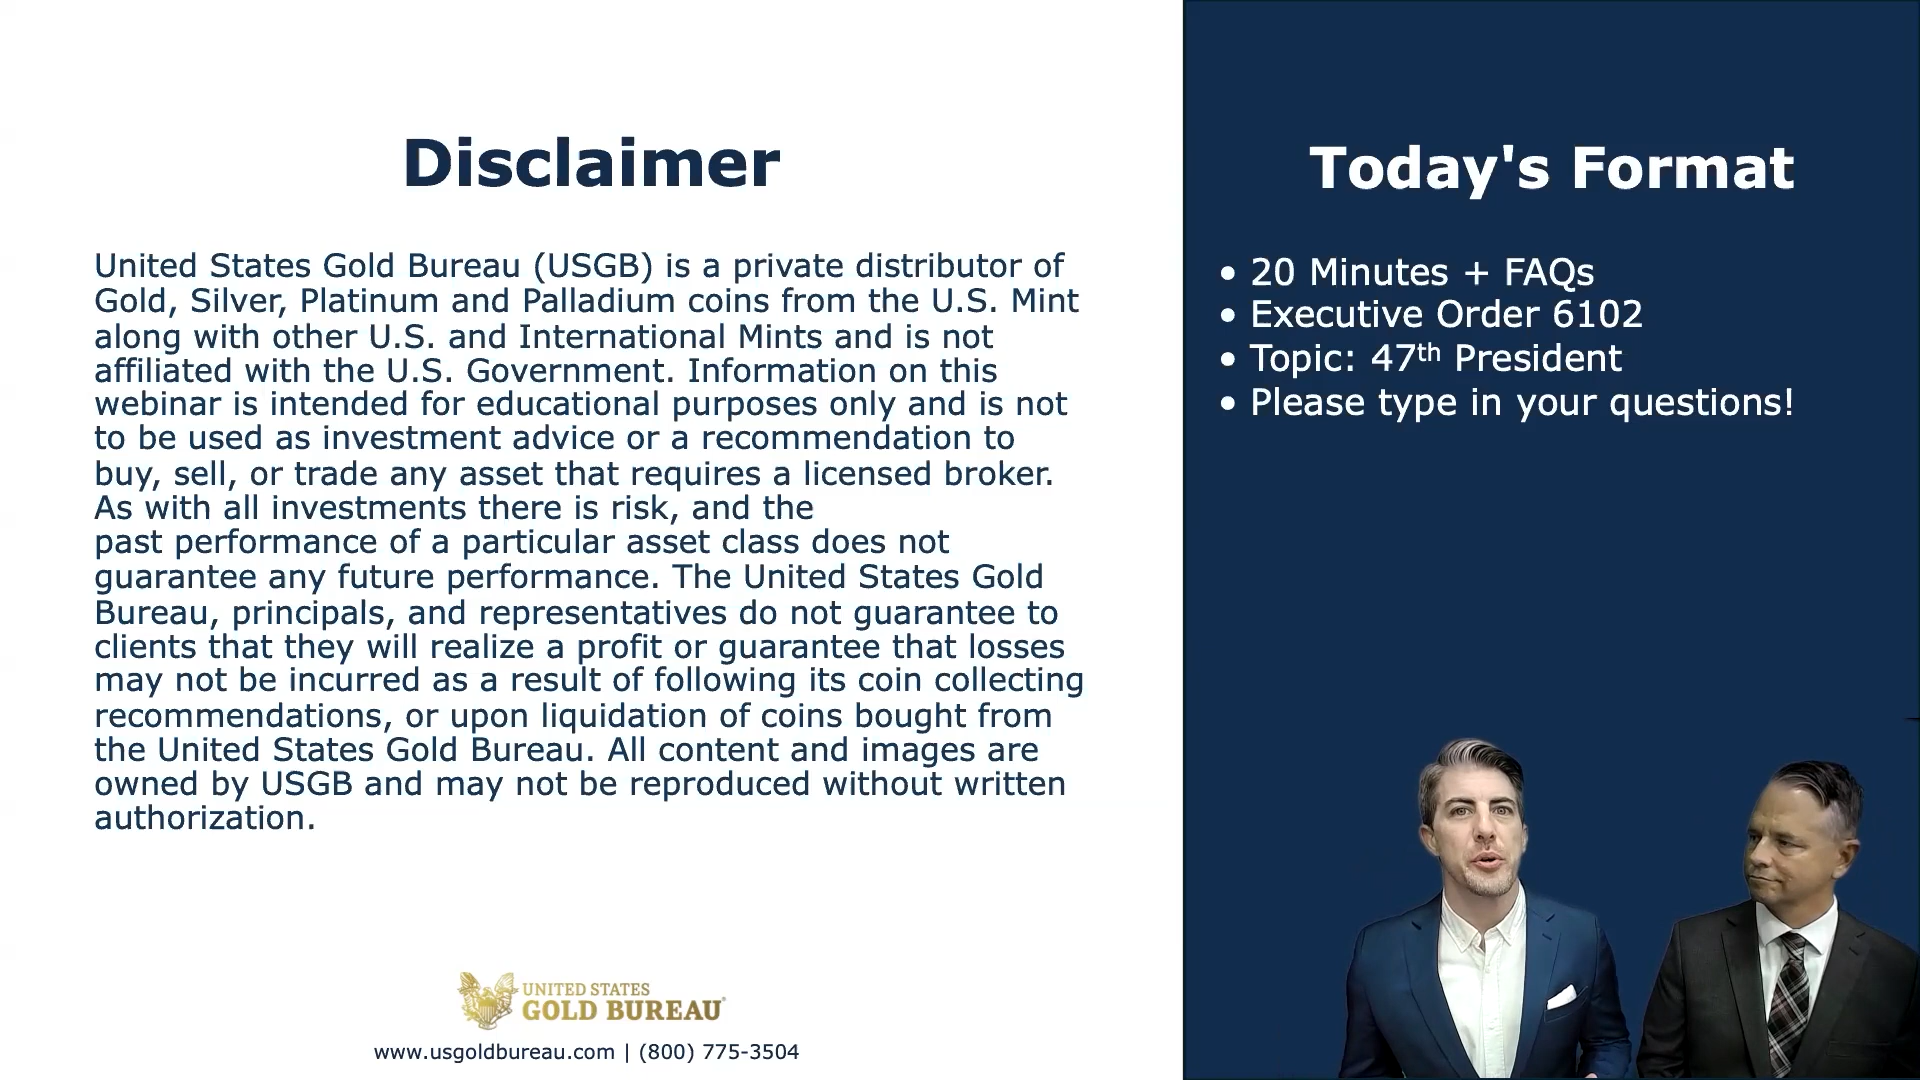 Disclaimer
United States Gold Bureau (USGB) is a private distributor of
Gold, Silver, Platinum and Palladium coins from the U.S. Mint
along with other U.S. and International Mints and is not
affiliated with the U.S. Government. Information on this
webinar is intended for educational purposes only and is not
to be used as investment advice or a recommendation to
buy, sell, or trade any asset that requires a licensed broker.
As with all investments there is risk, and the
past performance of a particular asset class does not
guarantee any future performance. The United States Gold
Bureau, principals, and representatives do not guarantee to
clients that they will realize a profit or guarantee that losses
may not be incurred as a result of following its coin collecting
recommendations, or upon liquidation of coins bought from
the United States Gold Bureau. All content and images are
owned by USGB and may not be reproduced without written
authorization.
UNITED STATES
GOLD BUREAU
www.usgoldbureau.com | (800) 775-3504
Today's Format
• 20 Minutes + FAQs
• Executive Order 6102
• Topic: 47th President
• Please type in your questions!